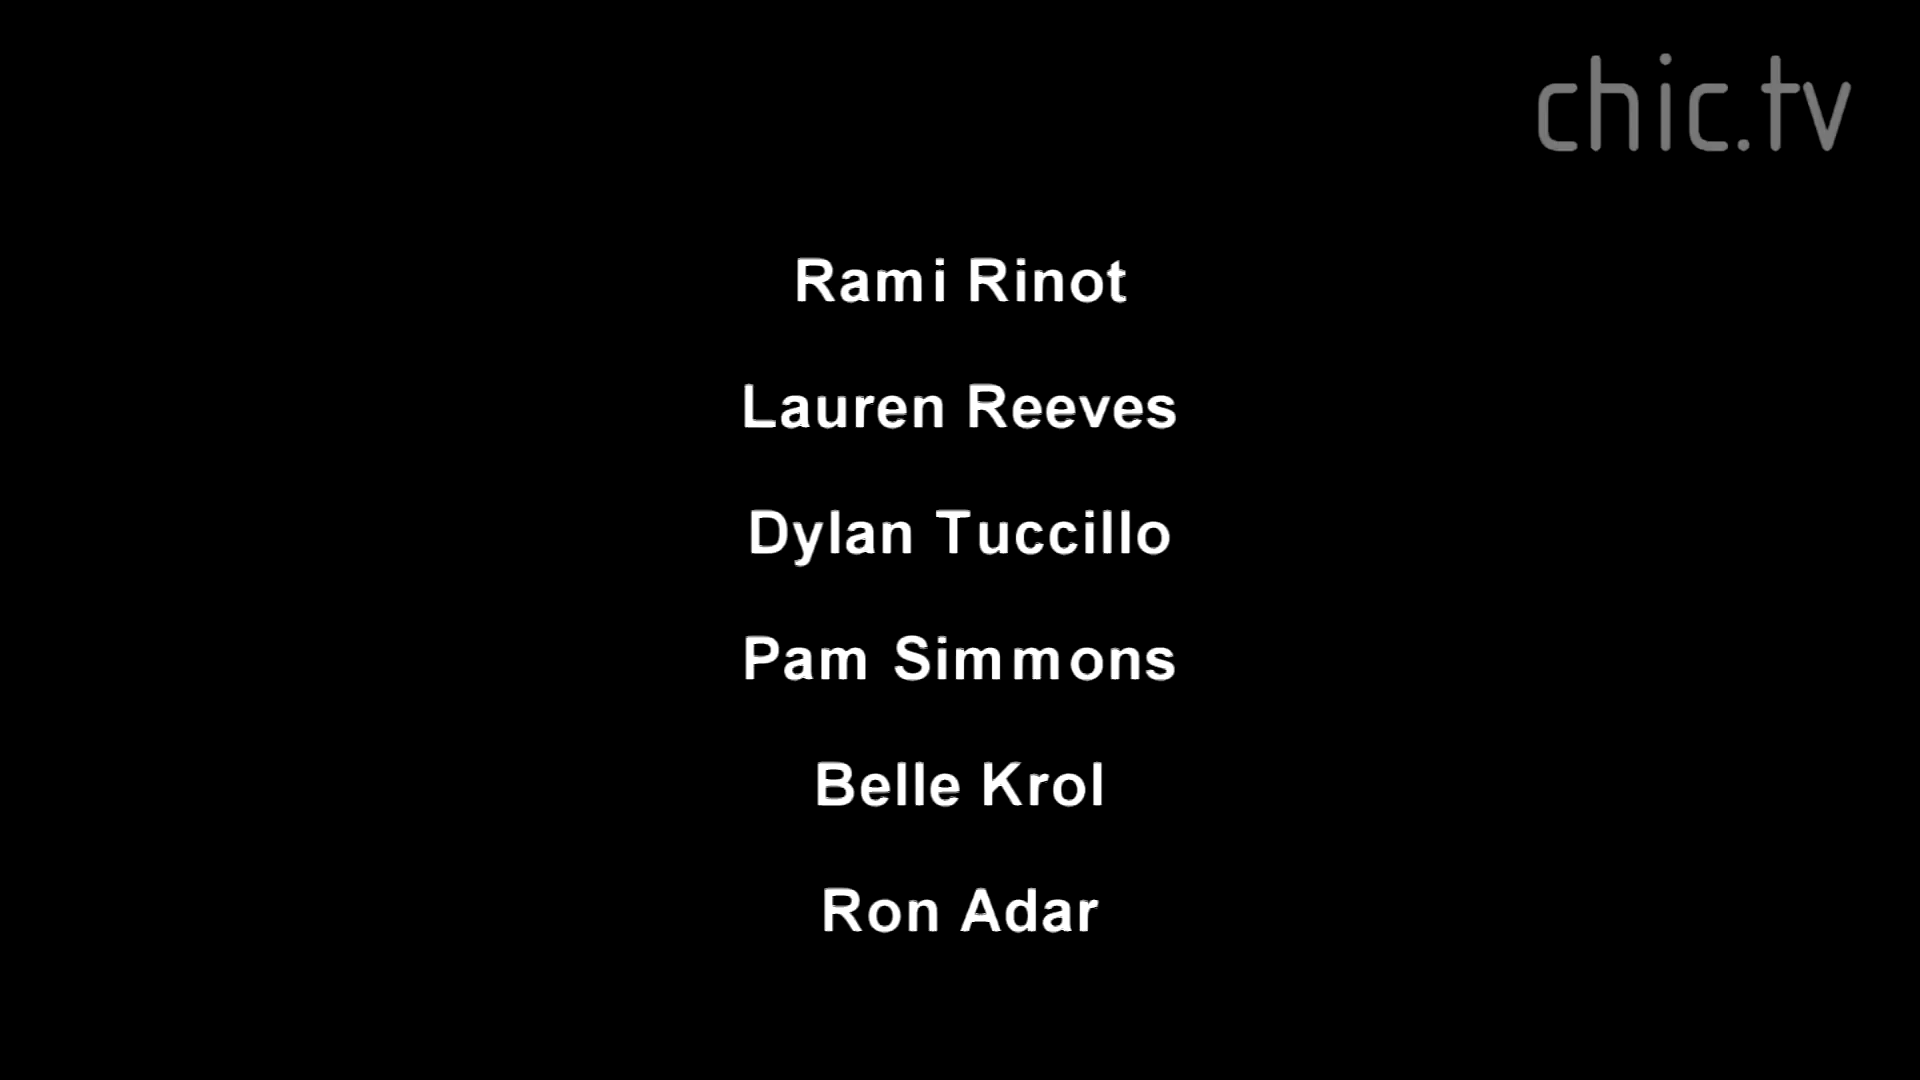 chic.tv
Rami Rinot
Lauren Reeves
Dylan Tuccillo
Pam Simmons
Belle Krol
Ron Adar